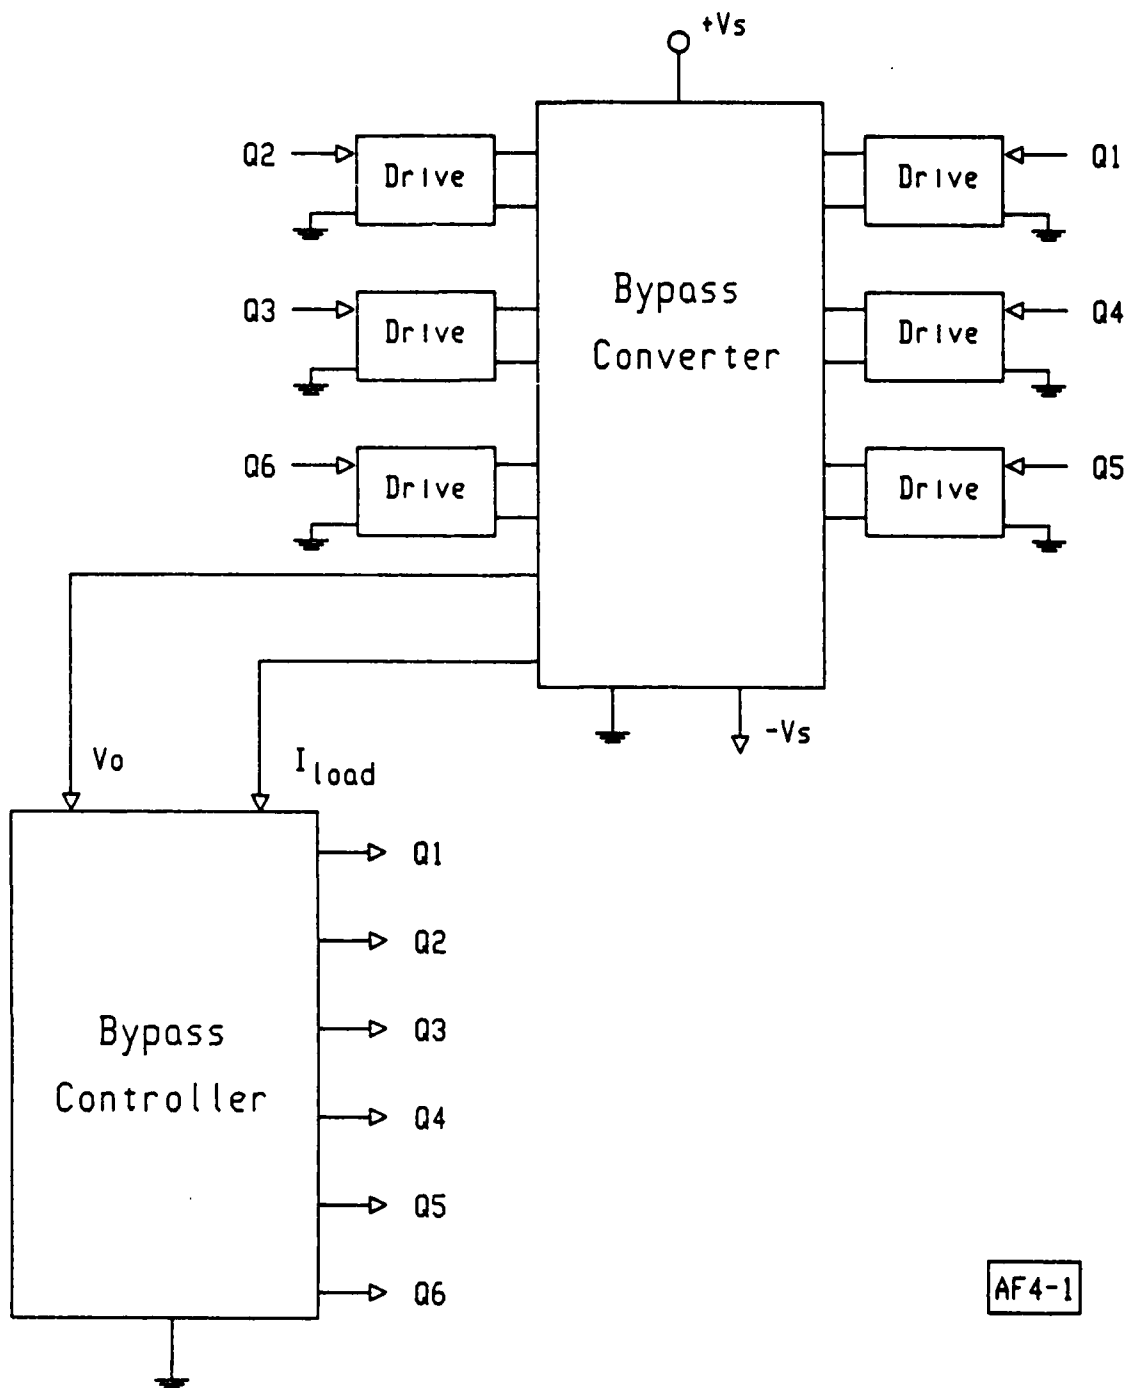 +Vs
Q2
Drive
Drive
Q1
Bypass
Converter
Q3
Drive
Drive
Q4
Q6
Drive
Drive
Q5
-Vs
Vo
I load
Q1
Q2
Q3
Bypass
Controller
Q4
Q5
Q6
AF4-1